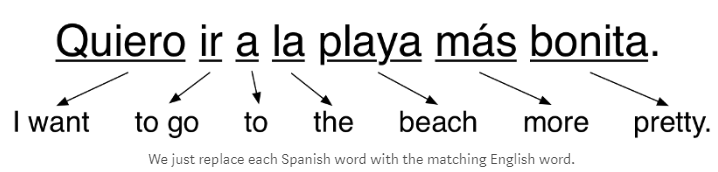 Quiero ir a la playa más bonita.
I want to go to the beach more pretty.
We just replace each Spanish word with the matching English word.